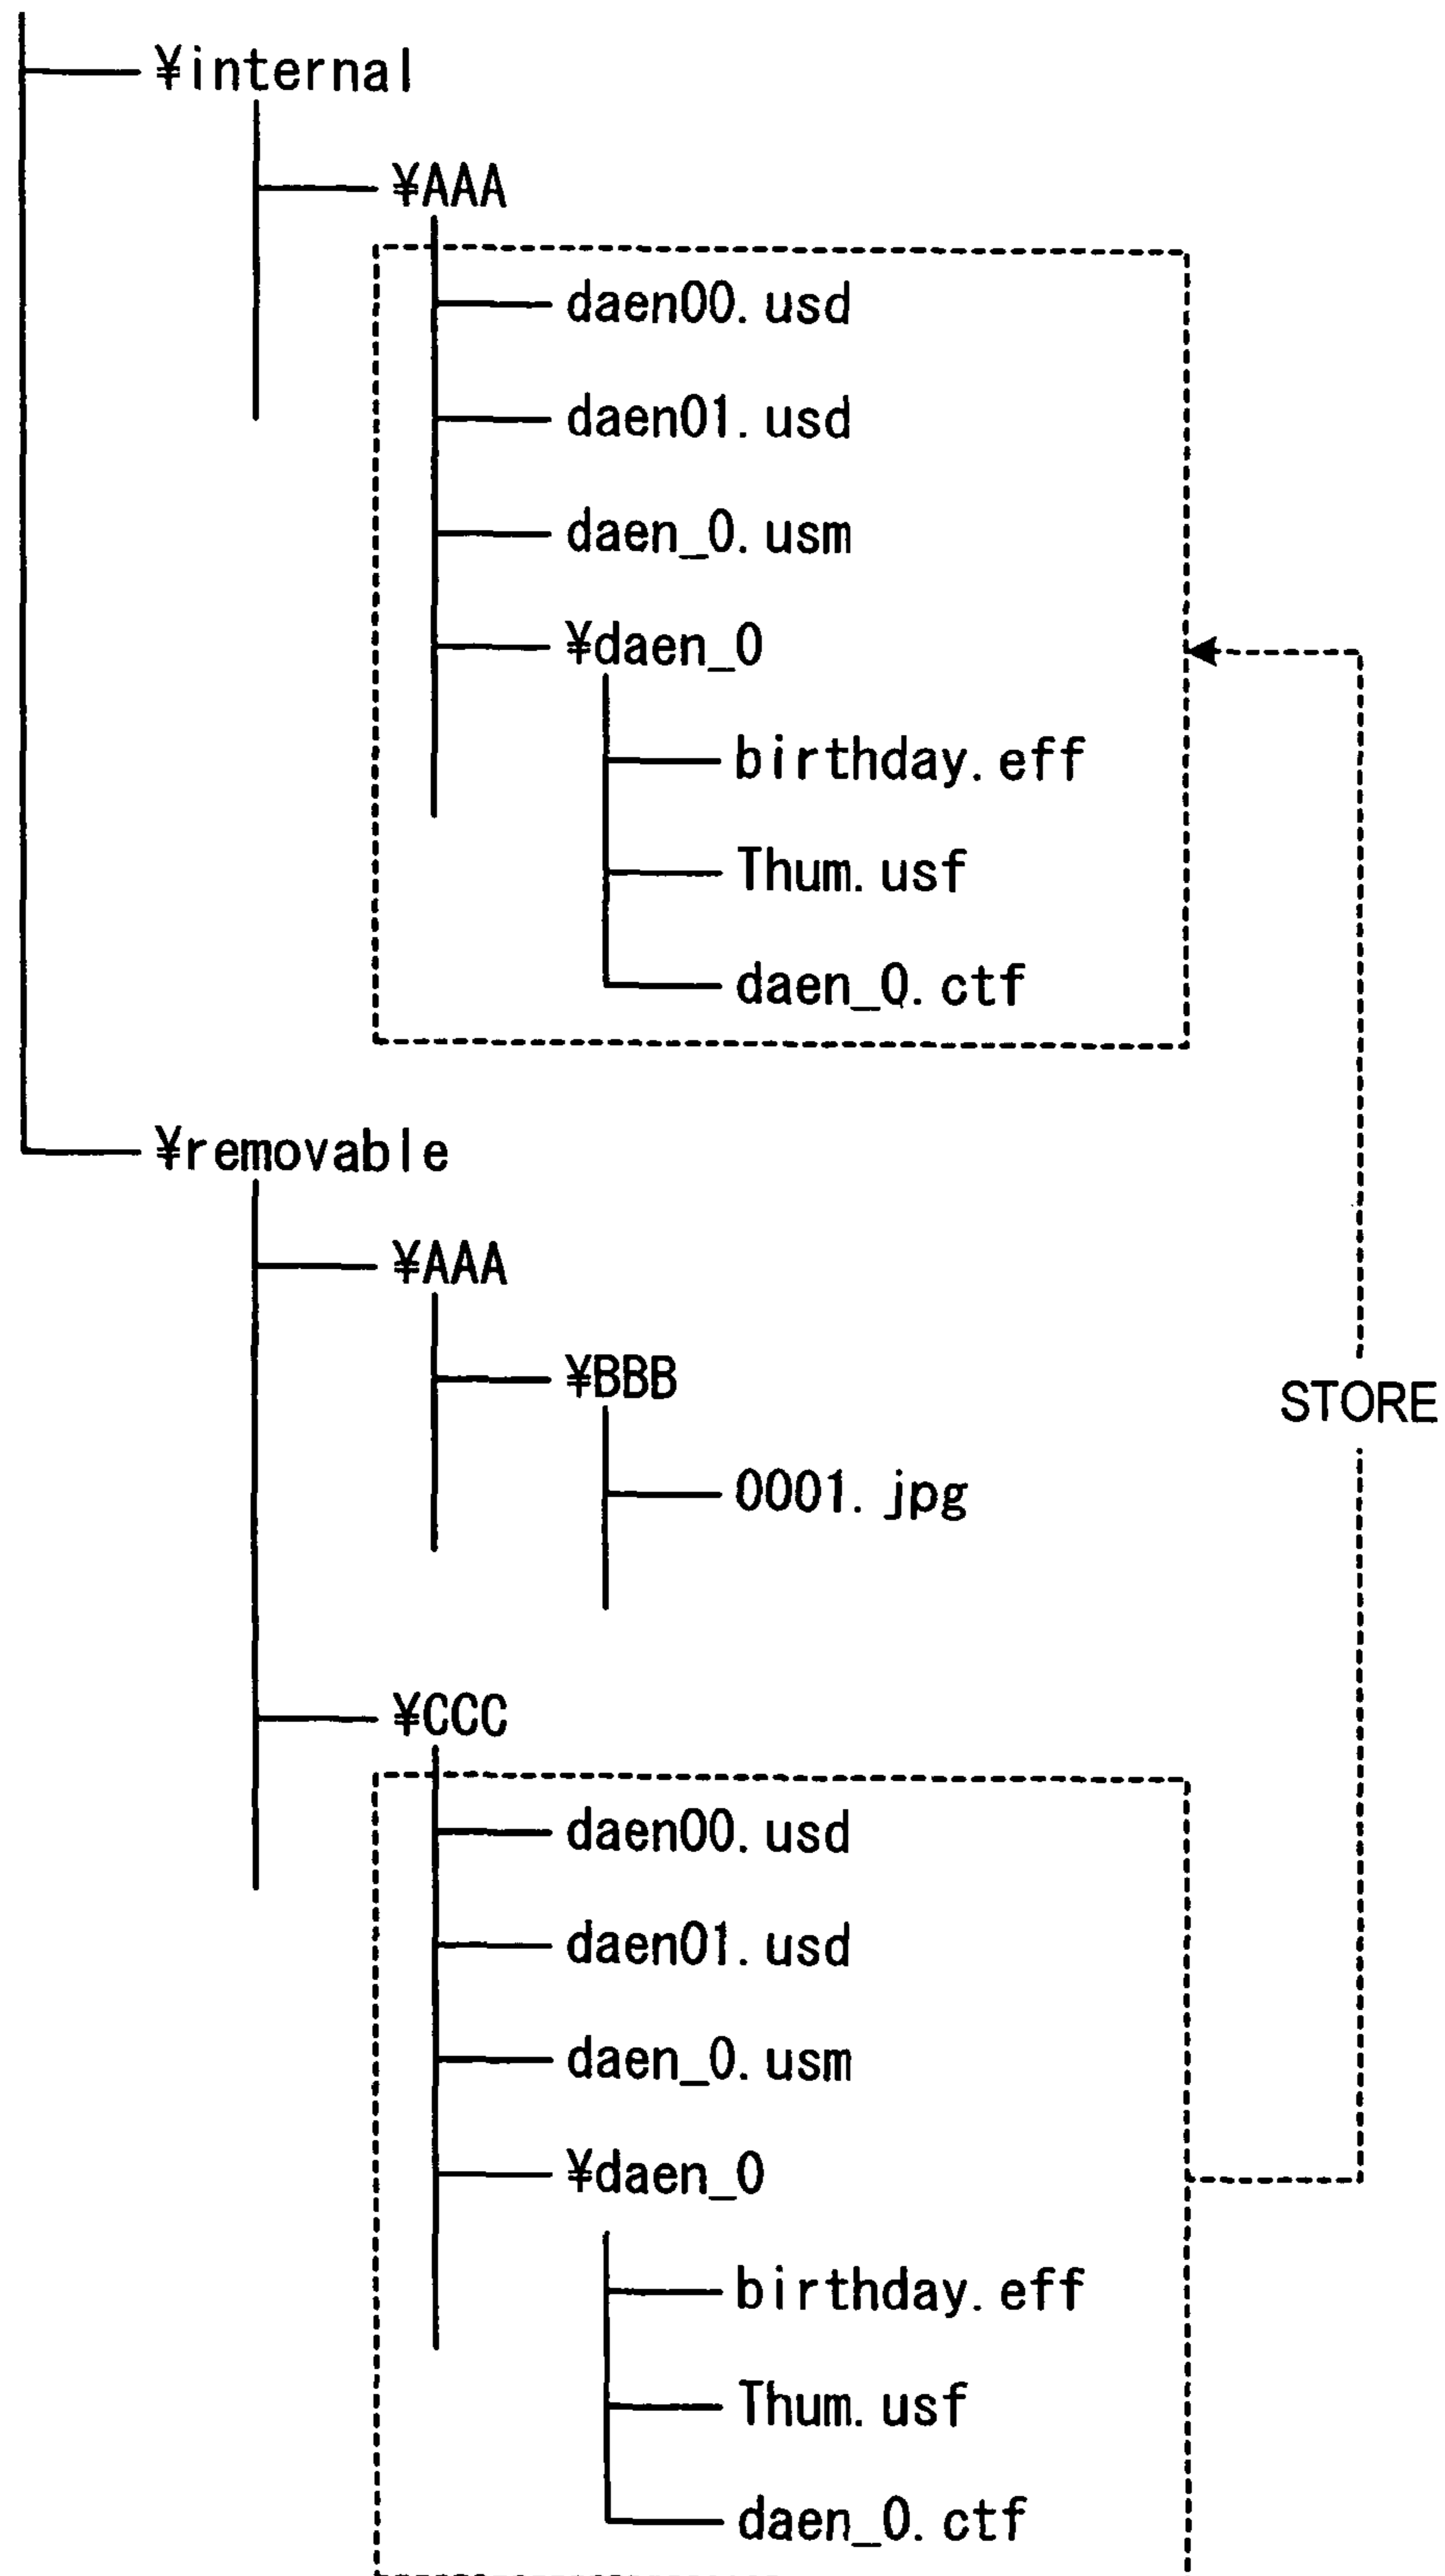 ¥internal
¥AAA
daen00.usd
daen01.usd
daen_0.usm
¥daen_0
birthday.eff
Thum.usf
daen_0.ctf
¥removable
¥AAA
¥BBB
STORE
0001.jpg
¥CCC
daen00.usd
daen01.usd
daen_0.usm
¥daen_0
birthday.eff
Thum.usf
daen_0.ctf